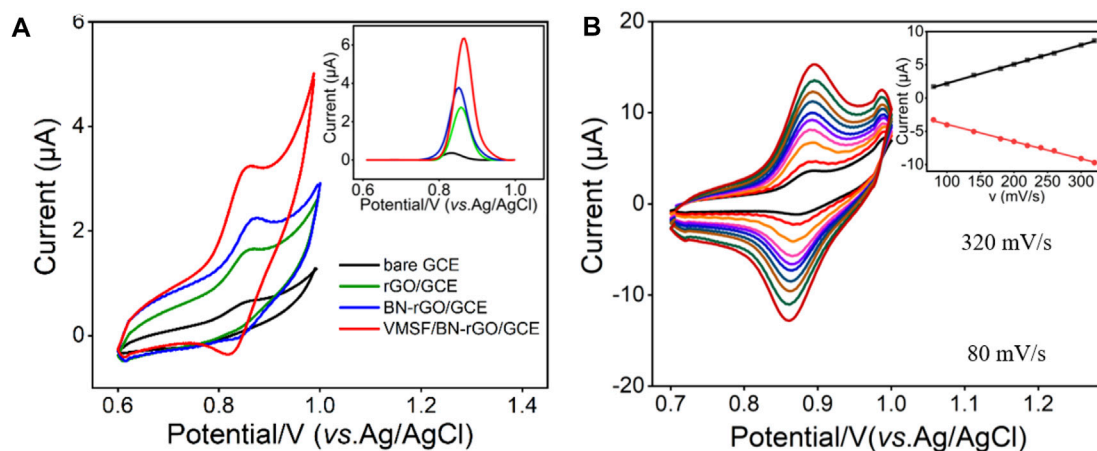 A
6
4
2
0
Current (µA)
0.6
0.8
1.0
1.2
1.4
Potential/V (vs.Ag/AgCl)
6
4
2
0
Current (µA)
0.6
0.8
1.0
Potential/V (vs.Ag/AgCl)
bare GCE
rGO/GCE
BN-rGO/GCE
VMSF/BN-rGO/GCE
B
20
10
0
-10
-20
Current (µA)
0.7
0.8
0.9
1.0
1.1
1.2
Potential/V(vs.Ag/AgCl)
10
5
0
-5
-10
Current (µA)
100
150
200
250
300
v (mV/s)
320 mV/s
80 mV/s